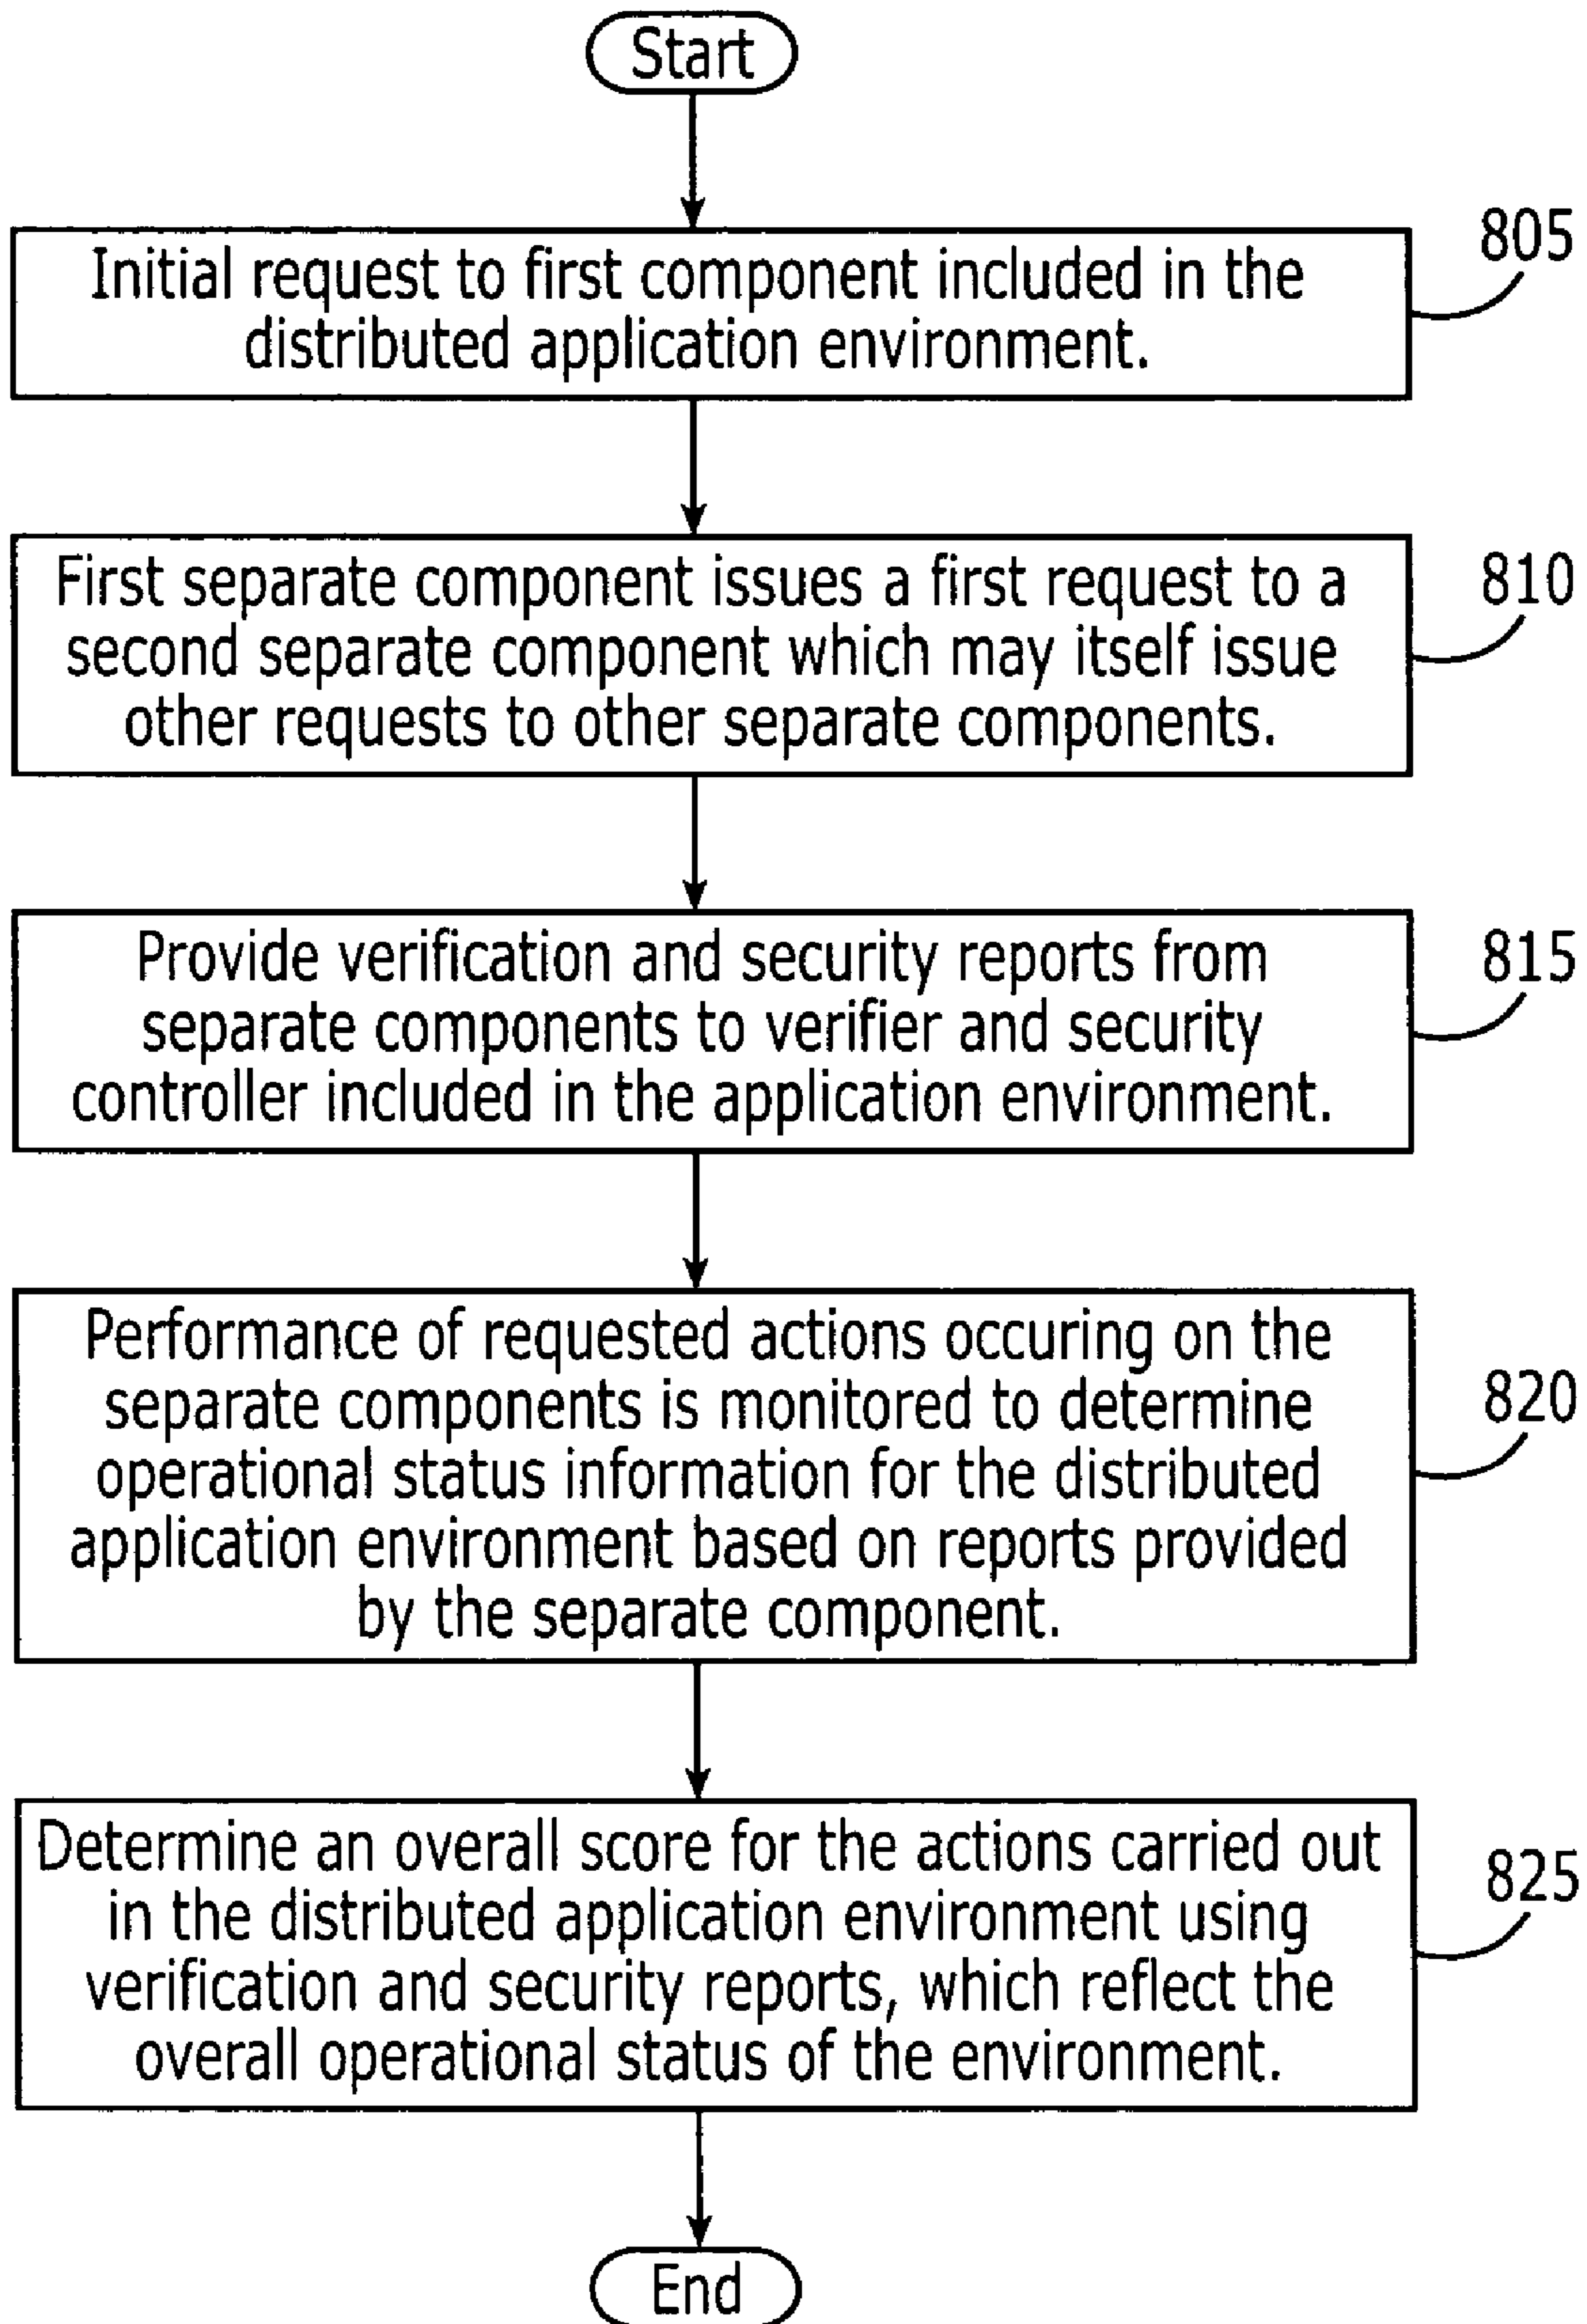 Start
805
Initial request to first component included in the
distributed application environment.
810
First separate component issues a first request to a
second separate component which may itself issue
other requests to other separate components.
815
Provide verification and security reports from
separate components to verifier and security
controller included in the application environment.
820
Performance of requested actions occuring on the
separate components is monitored to determine
operational status information for the distributed
application environment based on reports provided
by the separate component.
825
Determine an overall score for the actions carried out
in the distributed application environment using
verification and security reports, which reflect the
overall operational status of the environment.
End